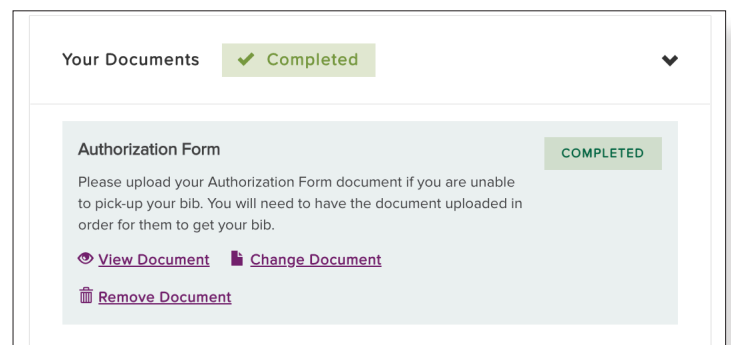 Your Documents Completed
Authorization Form
COMPLETED
Please upload your Authorization Form document if you are unable
to pick-up your bib. You will need to have the document uploaded in
order for them to get your bib.
View Document Change Document
Remove Document